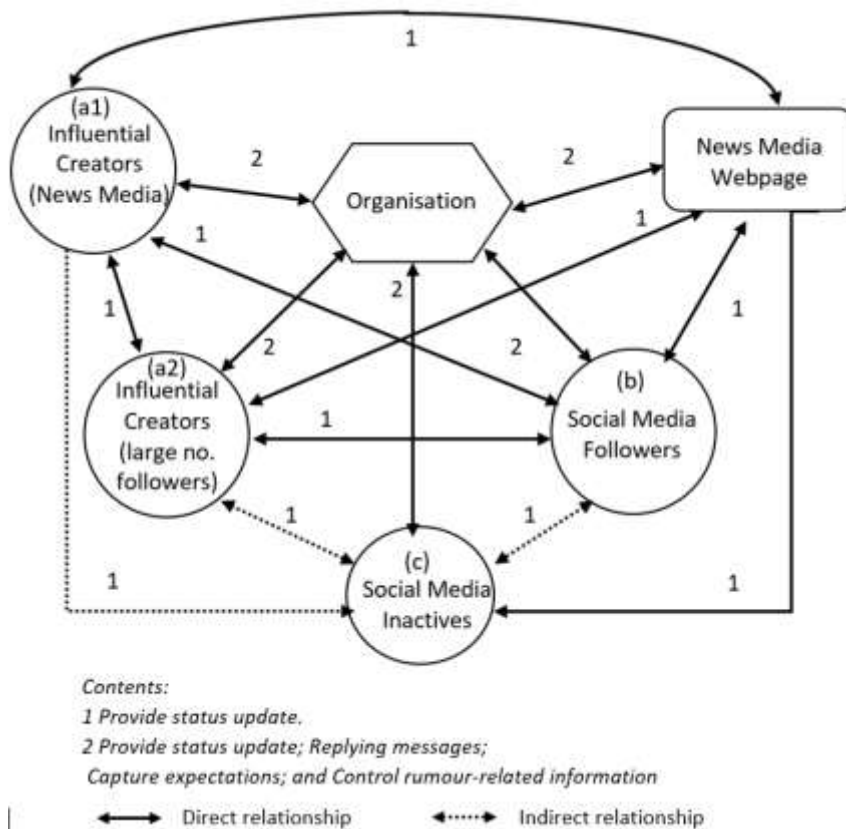 1
(a1)
Influential
Creators
(News Media)
2
Organisation
2
News Media
Webpage
1
1
1
2
2
2
1
(a2)
Influential
Creators
(large no.
followers)
1
(b)
Social Media
Followers
1
1
(c)
Social Media
Inactives
1
1
Contents:
1 Provide status update.
2 Provide status update; Replying messages;
Capture expectations; and Control rumour-related information
Direct relationship
Indirect relationship